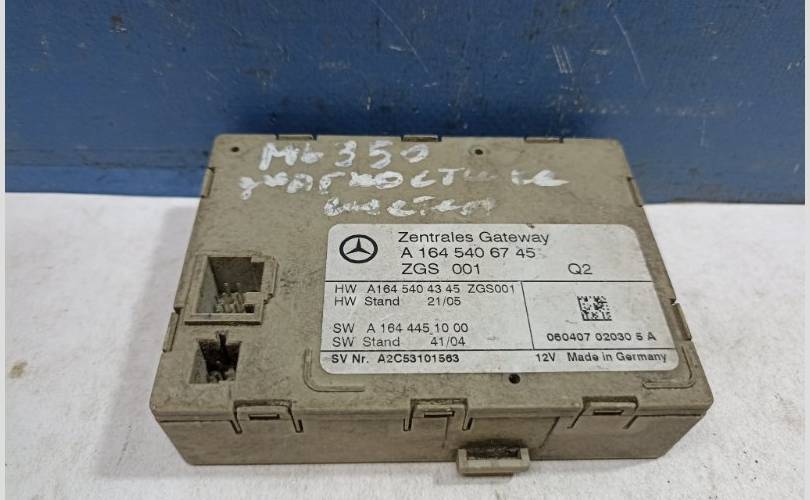 ML 350
Zentrales Gateway
A 164 540 67 45
ZGS 001 Q2
HW A164 540 43 45 ZGS001
HW Stand 21/05
SW A 164 445 10 00
SW Stand 41/04
060407 02030 5 A
SV Nr. A2C53101563 12V Made in Germany